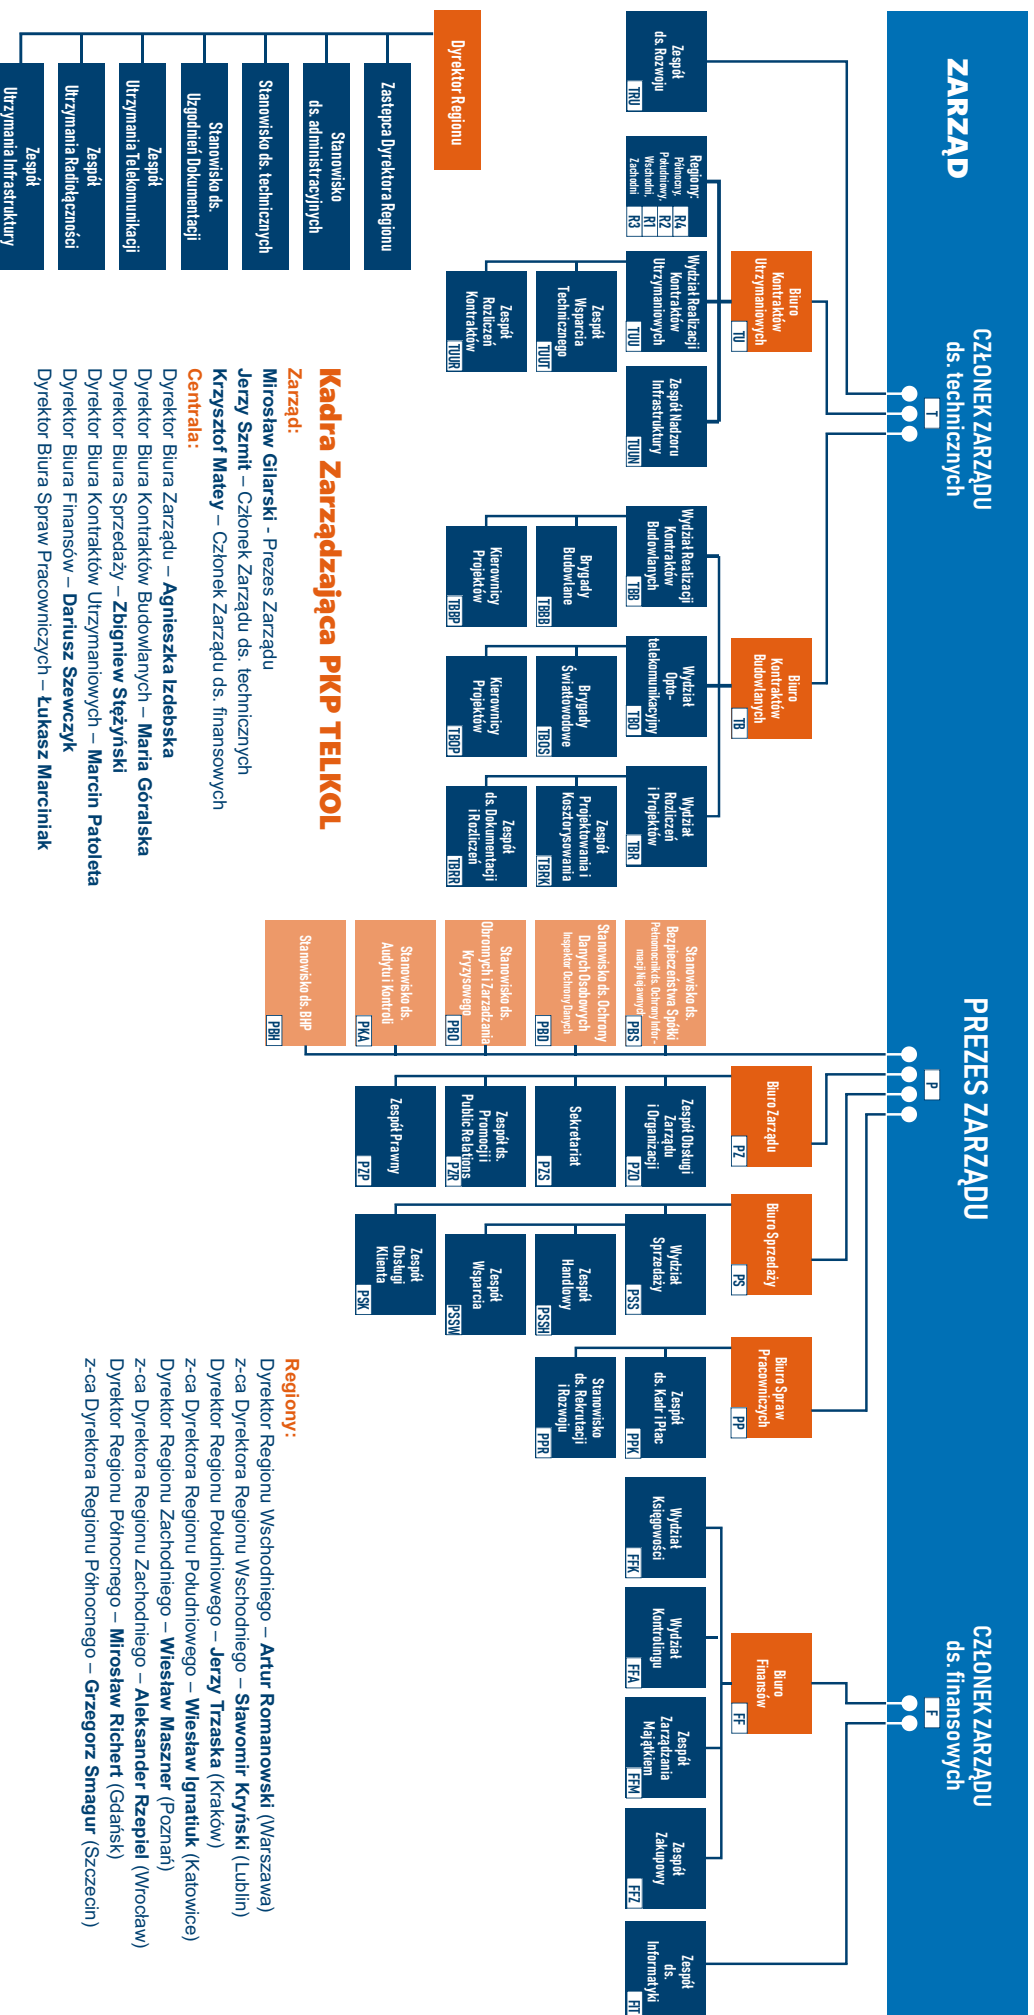 ZARZĄD
CZŁONEK ZARZĄDU
ds. technicznych
T
PREZES ZARZĄDU
P
CZŁONEK ZARZĄDU
ds. finansowych
F
Zespół
ds. Rozwoju
TRU
Biuro
Kontraktów
Utrzymaniowych
TU
Regiony:
Północny,
Południowy,
Wschodni,
Zachodni
R4
R2
R1
R3
Wydział Realizacji
Kontraktów
Utrzymaniowych
TUU
Zespół Nadzoru
Infrastruktury
TUUN
Zespół
Wsparcia
Technicznego
TUUT
Zespół
Rozliczeń
Kontraktów
TUUR
Biuro
Kontraktów
Budowlanych
TB
Wydział Realizacji
Kontraktów
Budowlanych
TBB
Brygady
Budowlane
TBBB
Kierownicy
Projektów
TBBP
Wydział
Opto-
telekomunikacyjny
TBO
Brygady
Światłowodowe
TBOS
Kierownicy
Projektów
TBOP
Wydział
Rozliczeń
i Projektów
TBR
Zespół
Projektowania i
Kosztorysowania
TBRK
Zespół
ds. Dokumentacji
i Rozliczeń
TBRR
Stanowisko ds.
Bezpieczeństwa Spółki
Pełnomocnik ds. Ochrony Infor-
macji Niejawnych
PBS
Stanowisko ds. Ochrony
Danych Osobowych
Inspektor Ochrony Danych
PBD
Stanowisko ds.
Obronnych i Zarzadzania
Kryzysowego
PBO
Stanowisko ds.
Audytu i Kontroli
PKA
Stanowisko ds. BHP
PBH
Biuro Zarządu
PZ
Zespół Obsługi
Zarządu
i Organizacji
PZO
Sekretariat
PZS
Zespół ds.
Promocji i
Public Relations
PZR
Zespół Prawny
PZP
Biuro Sprzedaży
PS
Wydział
Sprzedaży
PSS
Zespół
Handlowy
PSSH
Zespół
Wsparcia
PSSW
Zespół
Obsługi
Klienta
PSK
Biuro Spraw
Pracowniczych
PP
Zespół
ds. Kadr i Płac
PPK
Stanowisko
ds. Rekrutacji
i Rozwoju
PPR
Biuro
Finansów
FF
Wydział
Księgowości
FFK
Wydział
Kontrolingu
FFA
Zespół
Zarządzania
Majątkiem
FFM
Zespół
Zakupowy
FFZ
Zespół
ds.
Informatyki
FIT
Dyrektor Regionu
Zastepca Dyrektora Regionu
Stanowisko
ds. administracyjnych
Stanowisko ds. technicznych
Stanowisko ds.
Uzgodnień Dokumentacji
Zespół
Utrzymania Telekomunikacji
Zespół
Utrzymania Radiołączności
Zespół
Utrzymania Infrastruktury
Kadra Zarządzająca PKP TELKOL
Zarząd:
Mirosław Gilarski - Prezes Zarządu
Jerzy Szmit – Członek Zarządu ds. technicznych
Krzysztof Matey – Członek Zarządu ds. finansowych
Centrala:
Dyrektor Biura Zarządu – Agnieszka Izdebska
Dyrektor Biura Kontraktów Budowlanych – Maria Góralska
Dyrektor Biura Sprzedaży – Zbigniew Stężyński
Dyrektor Biura Kontraktów Utrzymaniowych – Marcin Patoleta
Dyrektor Biura Finansów – Dariusz Szewczyk
Dyrektor Biura Spraw Pracowniczych – Łukasz Marciniak
Regiony:
Dyrektor Regionu Wschodniego – Artur Romanowski (Warszawa)
z-ca Dyrektora Regionu Wschodniego – Sławomir Kryński (Lublin)
Dyrektor Regionu Południowego – Jerzy Trzaska (Kraków)
z-ca Dyrektora Regionu Południowego – Wiesław Ignatiuk (Katowice)
Dyrektor Regionu Zachodniego – Wiesław Maszner (Poznań)
z-ca Dyrektora Regionu Zachodniego – Aleksander Rzepiel (Wrocław)
Dyrektor Regionu Północnego – Mirosław Richert (Gdańsk)
z-ca Dyrektora Regionu Północnego – Grzegorz Smagur (Szczecin)